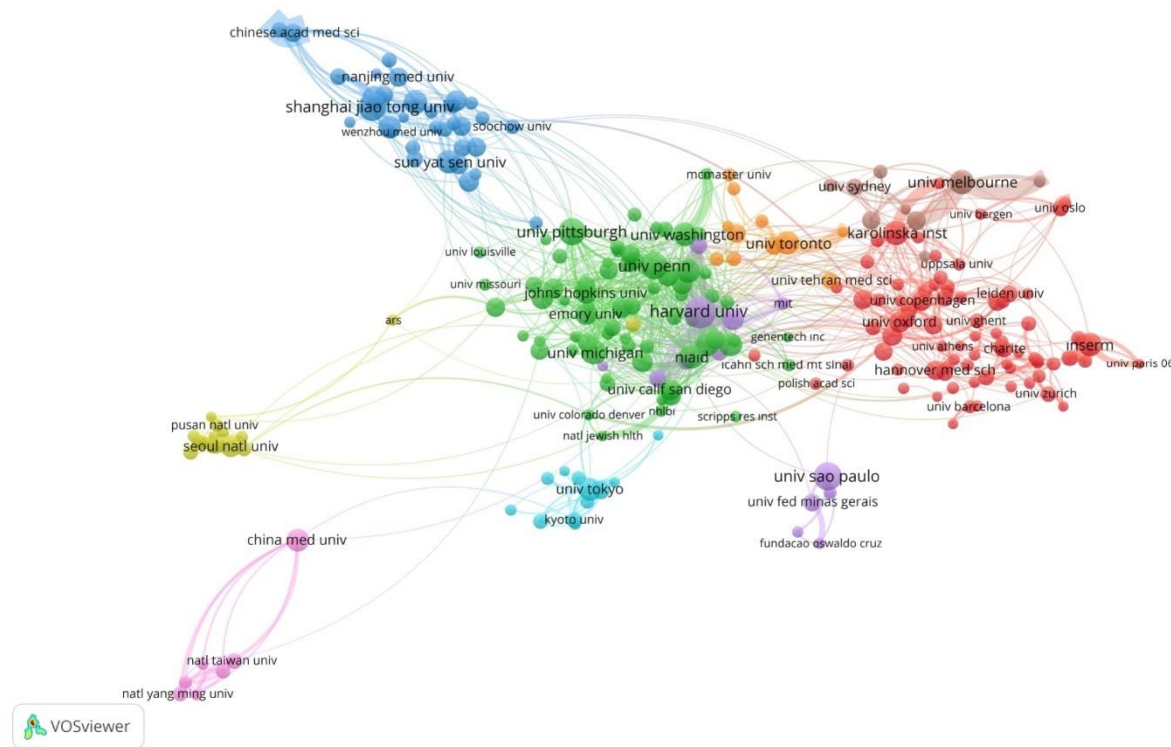 chinese acad med sci
nanjing med univ
shanghai jiao tong univ
wenzhou med univ
soochow univ
sun yat sen univ
mcmaster univ
univ sydney
univ melbourne
univ bergen
univ oslo
univ pittsburgh
univ washington
univ toronto
karolinska inst
univ louisville
univ penn
uppsala univ
univ missouri
johns hopkins univ
univ tehran med sci
mit
univ copenhagen
leiden univ
emory univ
harvard univ
univ oxford
univ ghent
ars
genentech inc
univ athens
charite
inserm
univ michigan
niaid
icahn sch med mt sinai
hannover med sch
univ paris 06
univ calif san diego
polish acad sci
univ zurich
univ barcelona
univ colorado denver
nhlbi
scripps res inst
natl jewish hlth
pusan natl univ
seoul natl univ
univ tokyo
univ sao paulo
univ fed minas gerais
kyoto univ
fundacao oswaldo cruz
china med univ
natl taiwan univ
natl yang ming univ
VOSviewer